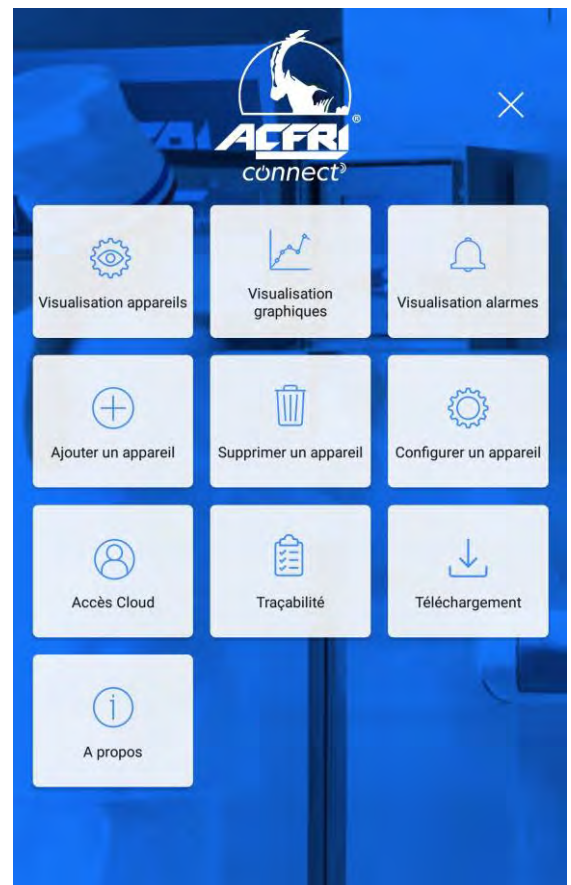 ACFRI®
connect
Visualisation appareils
Visualisation
graphiques
Visualisation alarmes
Ajouter un appareil
Supprimer un appareil
Configurer un appareil
Accès Cloud
Traçabilité
Téléchargement
A propos